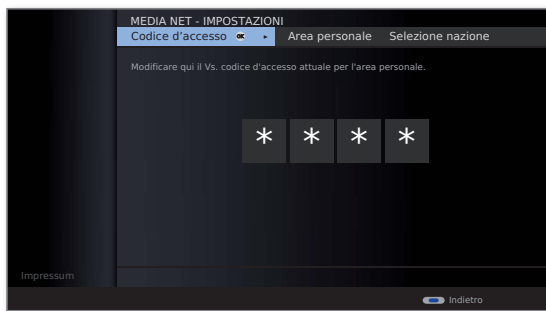 MEDIA NET - IMPOSTAZIONI
Codice d’accesso OK Area personale Selezione nazione
Modificare qui il Vs. codice d'accesso attuale per l'area personale.
* * * *
Impressum
Indietro